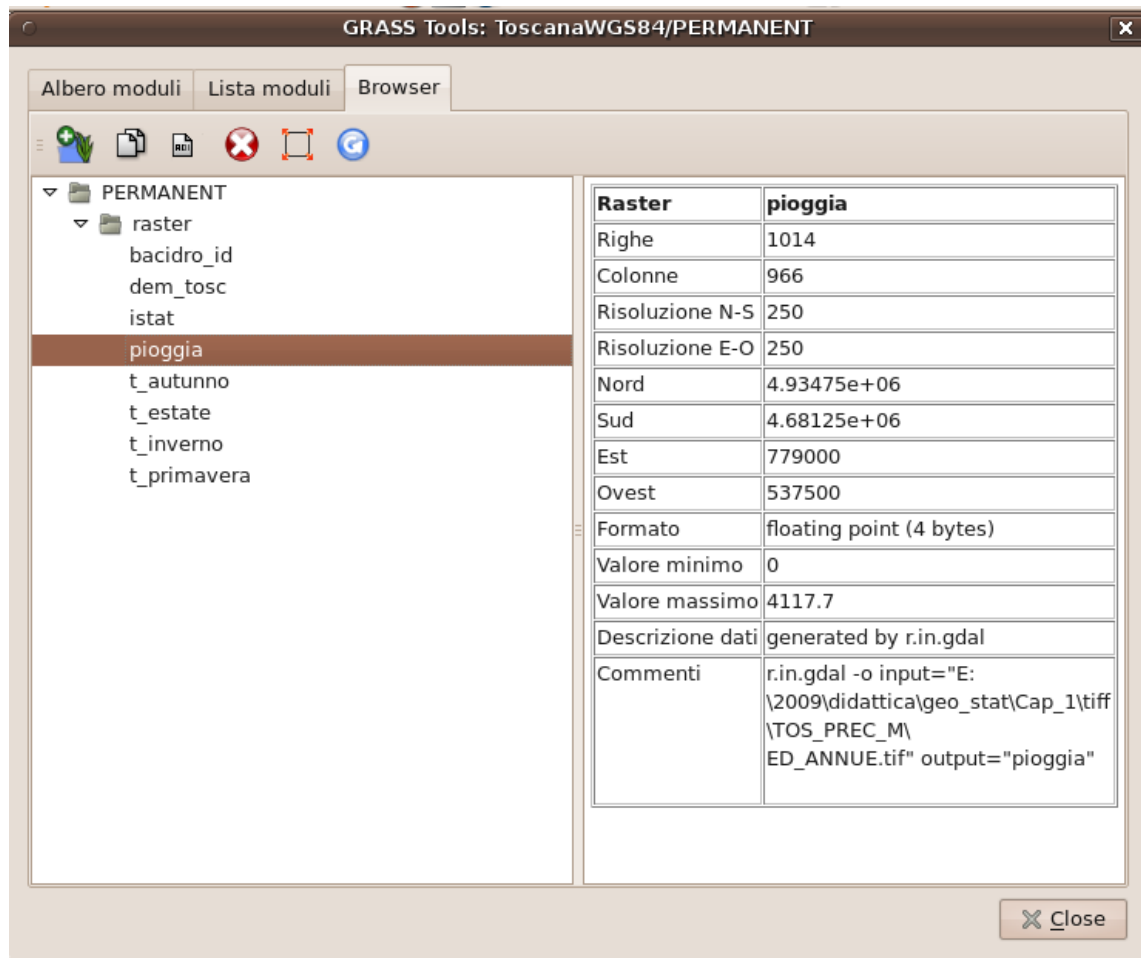 GRASS Tools: ToscanaWGS84/PERMANENT
Albero moduli Lista moduli Browser
PERMANENT
raster
bacidro_id
dem_tosc
istat
pioggia
t_autunno
t_estate
t_inverno
t_primavera
Raster pioggia
Righe 1014
Colonne 966
Risoluzione N-S 250
Risoluzione E-O 250
Nord 4.93475e+06
Sud 4.68125e+06
Est 779000
Ovest 537500
Formato floating point (4 bytes)
Valore minimo 0
Valore massimo 4117.7
Descrizione dati generated by r.in.gdal
Commenti r.in.gdal -o input="E:
\2009\didattica\geo_stat\Cap_1\tiff
\TOS_PREC_M\
ED_ANNUE.tif" output="pioggia"
Close